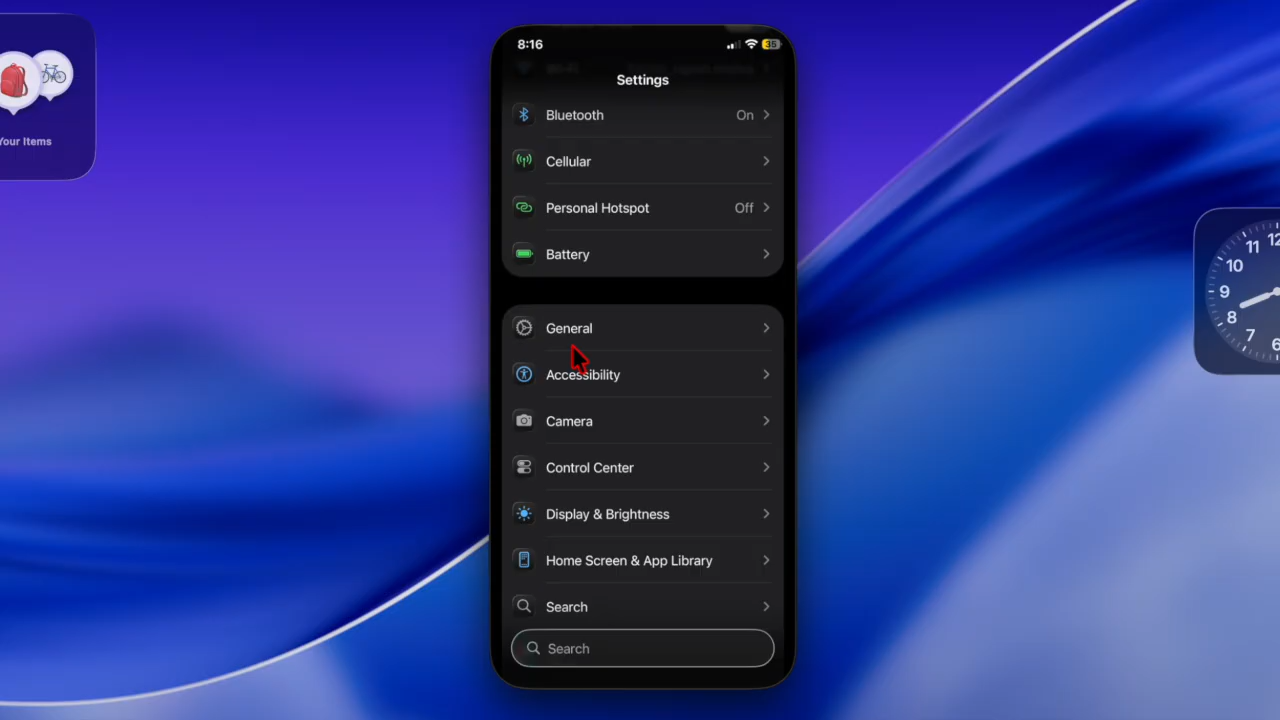 8:16
35
Settings
Bluetooth On
Cellular
Personal Hotspot Off
Battery
General
Accessibility
Camera
Control Center
Display & Brightness
Home Screen & App Library
Search
Search
Your Items
12
11
10
9
8
7
6